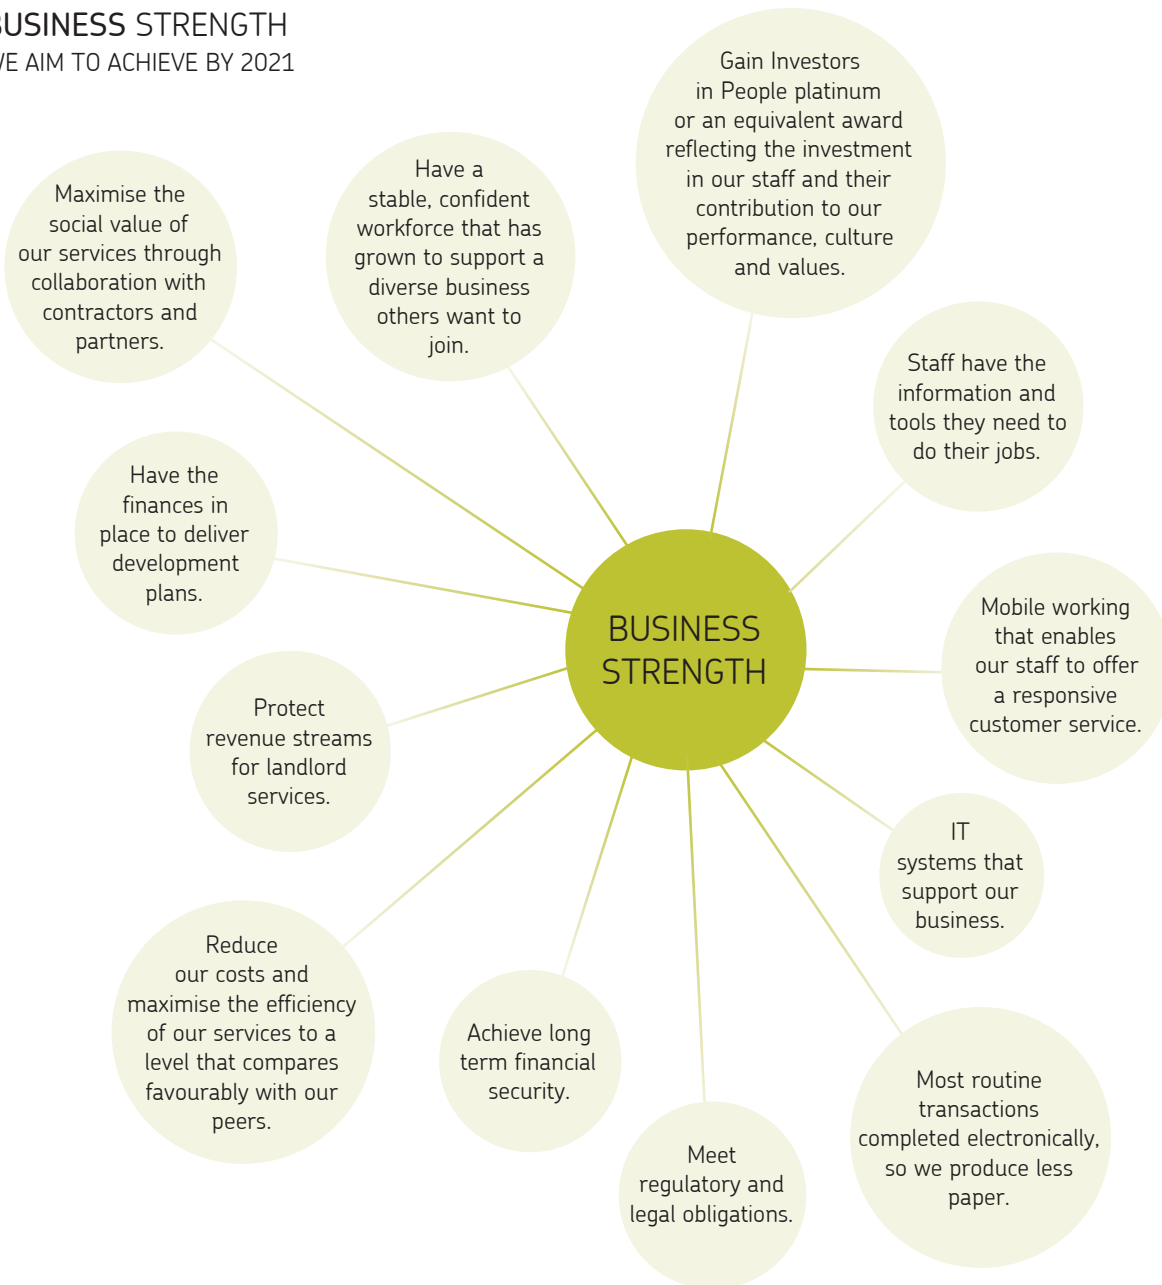 BUSINESS STRENGTH
WE AIM TO ACHIEVE BY 2021
Gain Investors
in People platinum
or an equivalent award
reflecting the investment
in our staff and their
contribution to our
performance, culture
and values.
Have a
stable, confident
workforce that has
grown to support a
diverse business
others want to
join.
Maximise the
social value of
our services through
collaboration with
contractors and
partners.
Staff have the
information and
tools they need to
do their jobs.
Have the
finances in
place to deliver
development
plans.
BUSINESS
STRENGTH
Mobile working
that enables
our staff to offer
a responsive
customer service.
Protect
revenue streams
for landlord
services.
IT
systems that
support our
business.
Reduce
our costs and
maximise the efficiency
of our services to a
level that compares
favourably with our
peers.
Achieve long
term financial
security.
Most routine
transactions
completed electronically,
so we produce less
paper.
Meet
regulatory and
legal obligations.